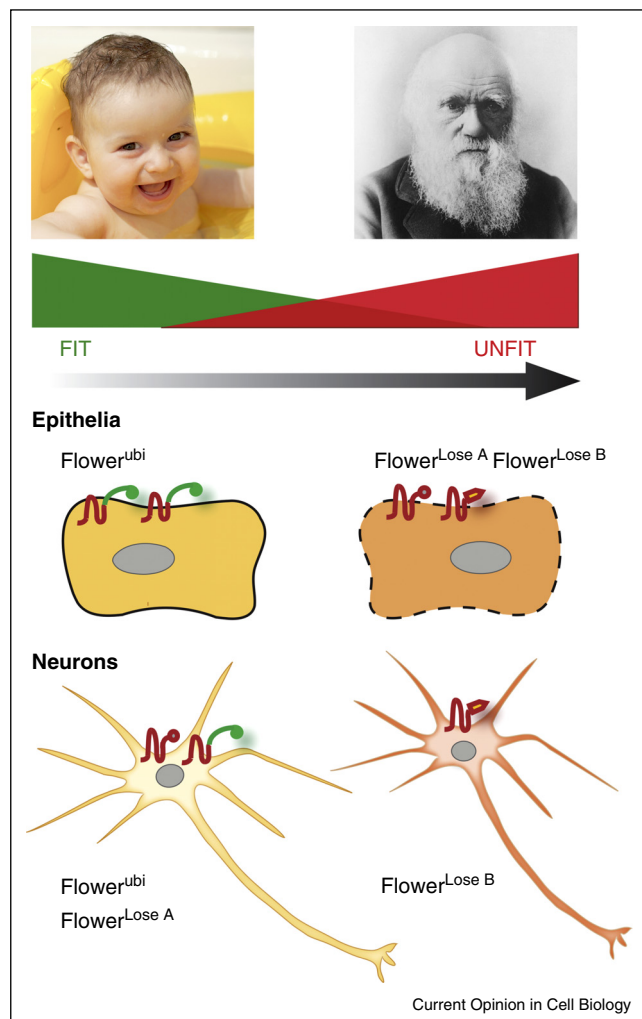 FIT UNFIT
Epithelia
Flower^ubi Flower^Lose A Flower^Lose B
Neurons
Flower^ubi Flower^Lose B
Flower^Lose A
Current Opinion in Cell Biology